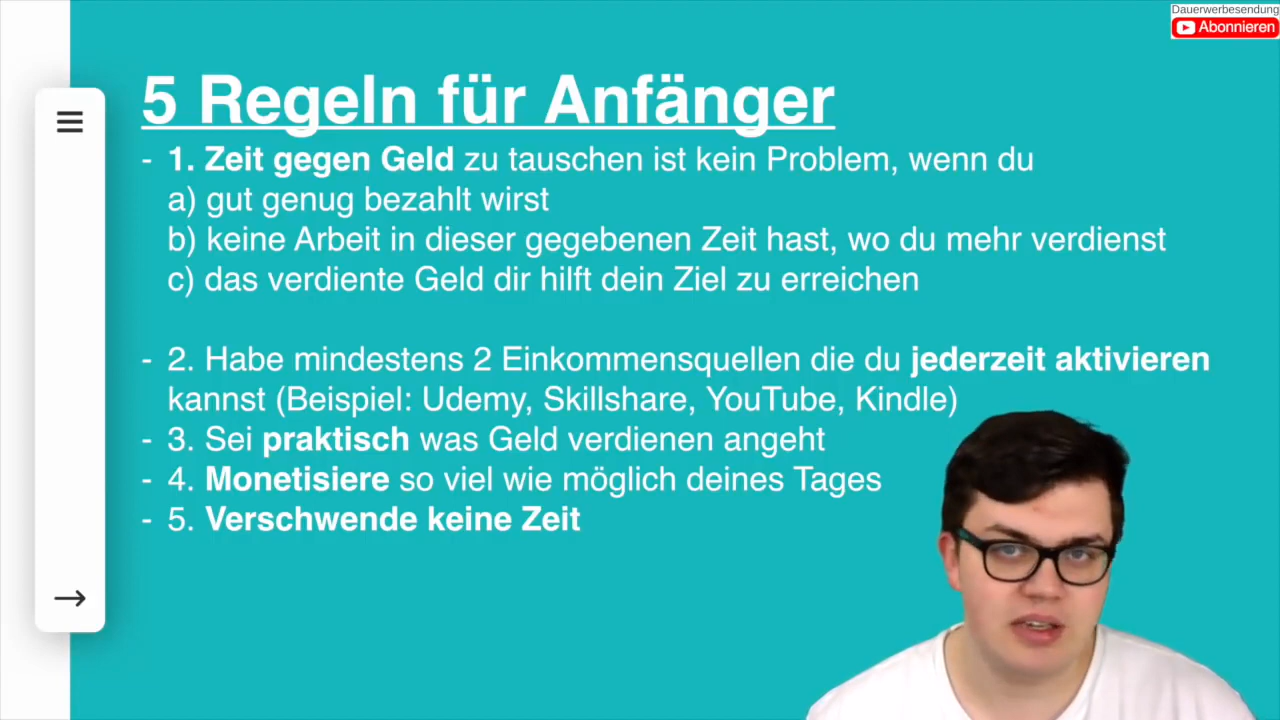 Dauerwerbesendung
Abonnieren
5 Regeln für Anfänger
- 1. Zeit gegen Geld zu tauschen ist kein Problem, wenn du
a) gut genug bezahlt wirst
b) keine Arbeit in dieser gegebenen Zeit hast, wo du mehr verdienst
c) das verdiente Geld dir hilft dein Ziel zu erreichen
- 2. Habe mindestens 2 Einkommensquellen die du jederzeit aktivieren
kannst (Beispiel: Udemy, Skillshare, YouTube, Kindle)
- 3. Sei praktisch was Geld verdienen angeht
- 4. Monetisiere so viel wie möglich deines Tages
- 5. Verschwende keine Zeit